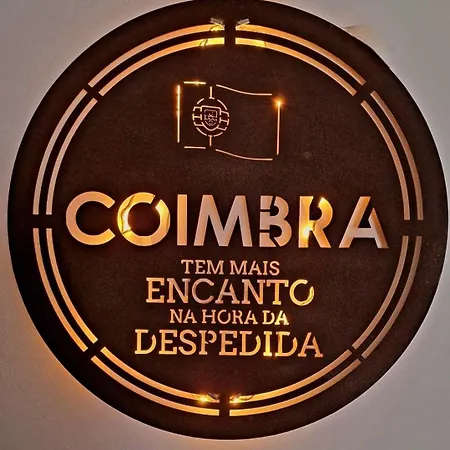 COIMBRA
TEM MAIS
ENCANTO
NA HORA DA
DESPEDIDA